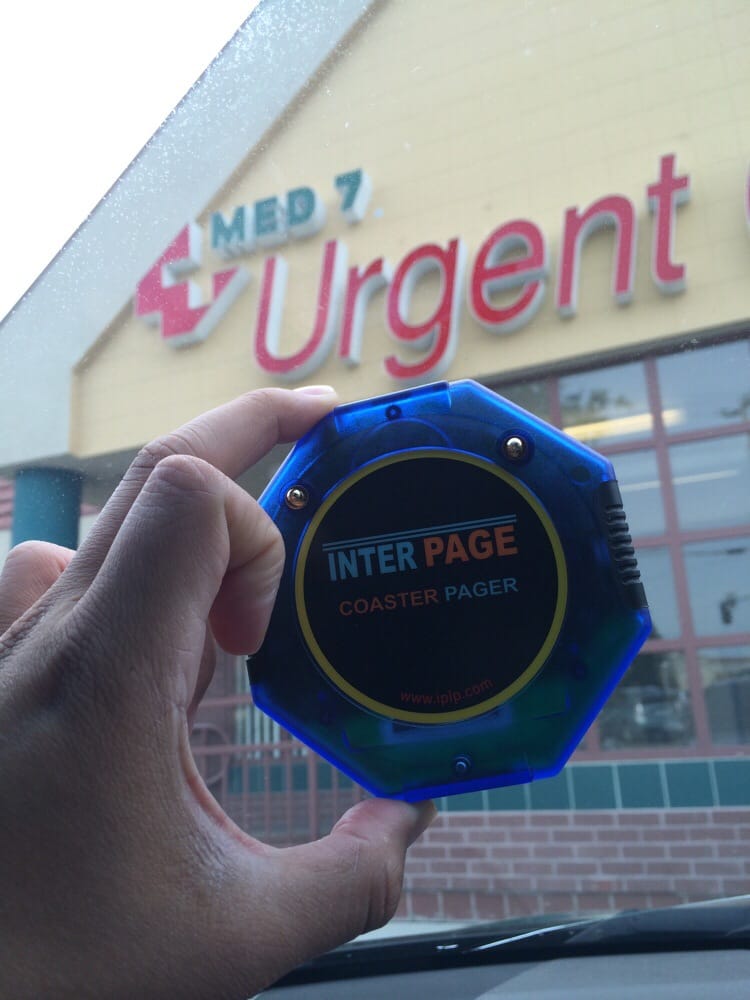 MED 7.
Urgent
INTER PAGE
COASTER PAGER
www.iplp.com